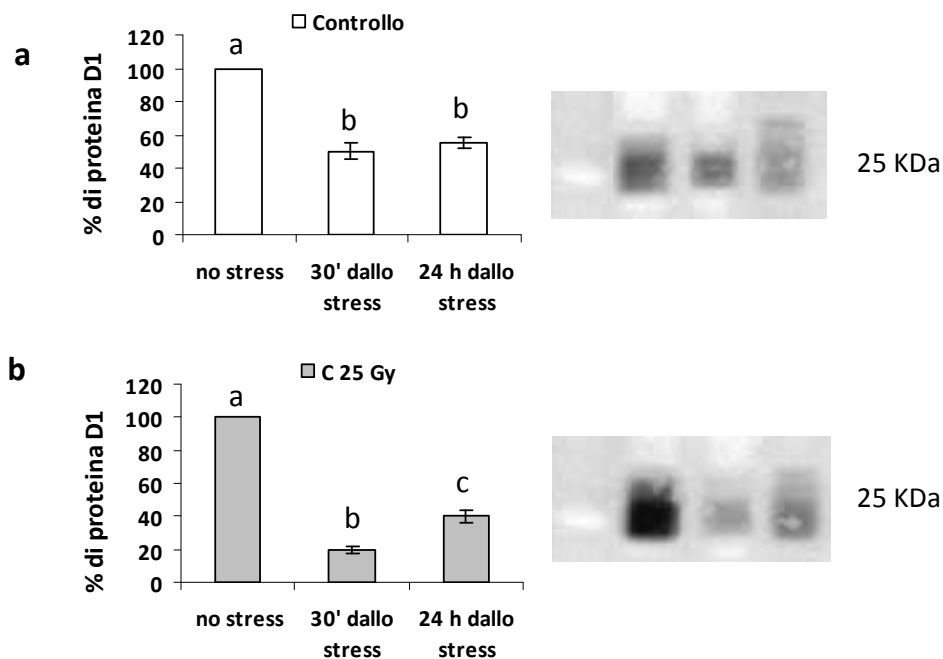 a
Controllo
% di proteina D1
120
100
80
60
40
20
0
a
b
b
no stress
30' dallo stress
24 h dallo stress
25 KDa
b
C 25 Gy
% di proteina D1
120
100
80
60
40
20
0
a
b
c
no stress
30' dallo stress
24 h dallo stress
25 KDa